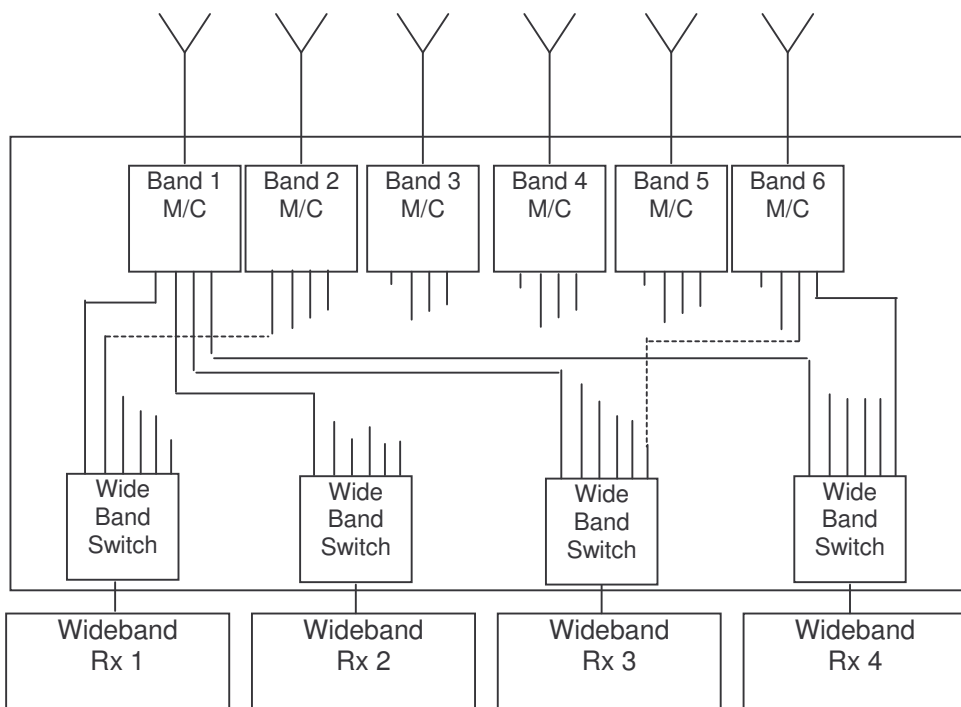 Band 1
M/C
Band 2
M/C
Band 3
M/C
Band 4
M/C
Band 5
M/C
Band 6
M/C
Wide
Band
Switch
Wide
Band
Switch
Wide
Band
Switch
Wide
Band
Switch
Wideband
Rx 1
Wideband
Rx 2
Wideband
Rx 3
Wideband
Rx 4